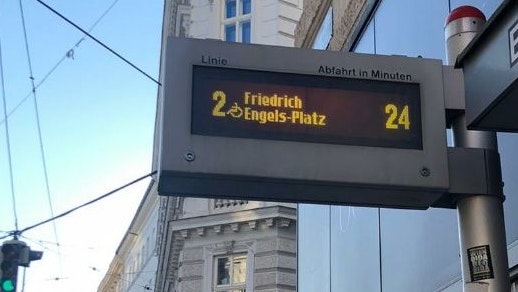 Linie
Abfahrt in Minuten
2 Friedrich
Engels-Platz 24